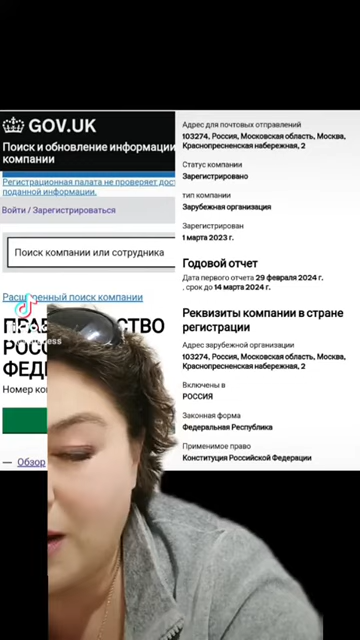 GOV.UK
Поиск и обновление информации
компании
Регистрационная палата не проверяет
поданной информации.
Войти / Зарегистрироваться
Поиск компании или сотрудника
Расширенный поиск компании
Номер
— Обзор
Адрес для почтовых отправлений
103274, Россия, Московская область, Москва,
Краснопресненская набережная, 2
Статус компании
Зарегистрировано
тип компании
Зарубежная организация
Зарегистрирован
1 марта 2023 г.
Годовой отчет
Дата первого отчета 29 февраля 2024 г.
, срок до 14 марта 2024 г.
Реквизиты компании в стране
регистрации
Адрес зарубежной организации
103274, Россия, Московская область, Москва,
Краснопресненская набережная, 2
Включены в
РОССИЯ
Законная форма
Федеральная Республика
Применимое право
Конституция Российской Федерации